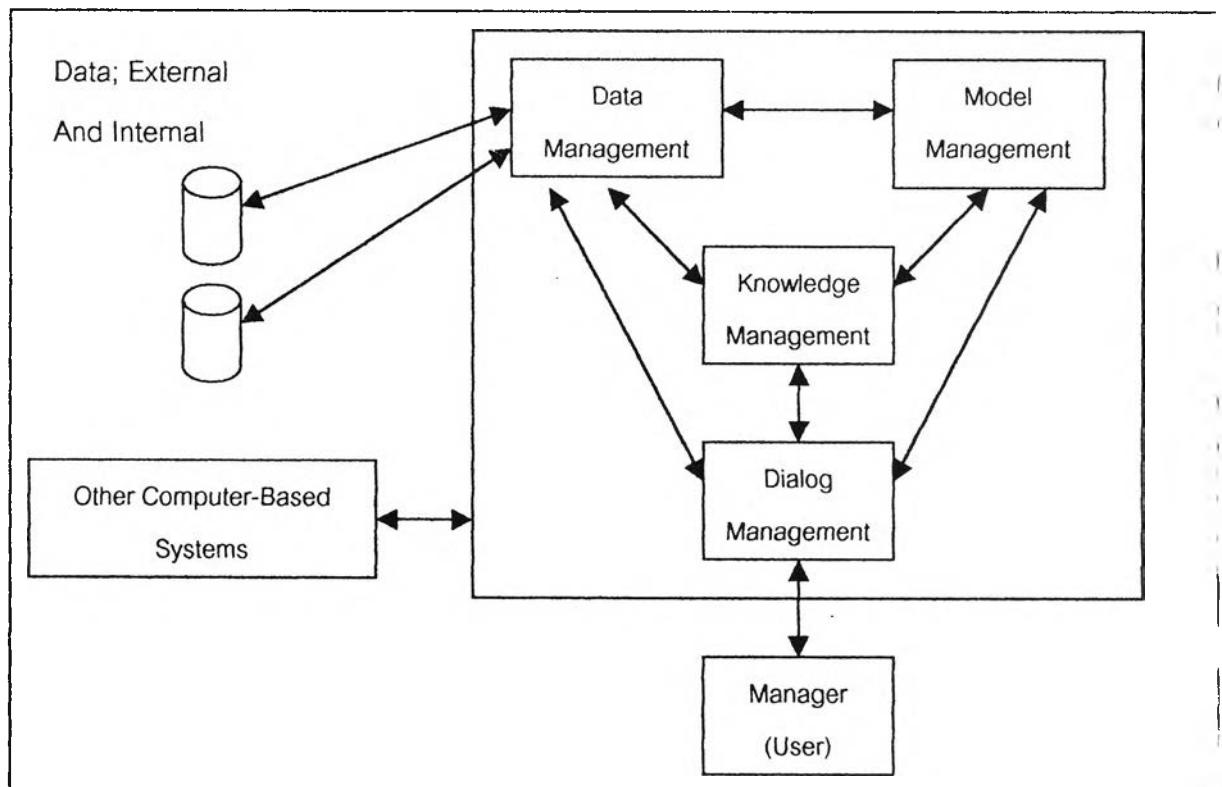 Data; External
And Internal
Data
Management
Model
Management
Knowledge
Management
Dialog
Management
Other Computer-Based
Systems
Manager
(User)